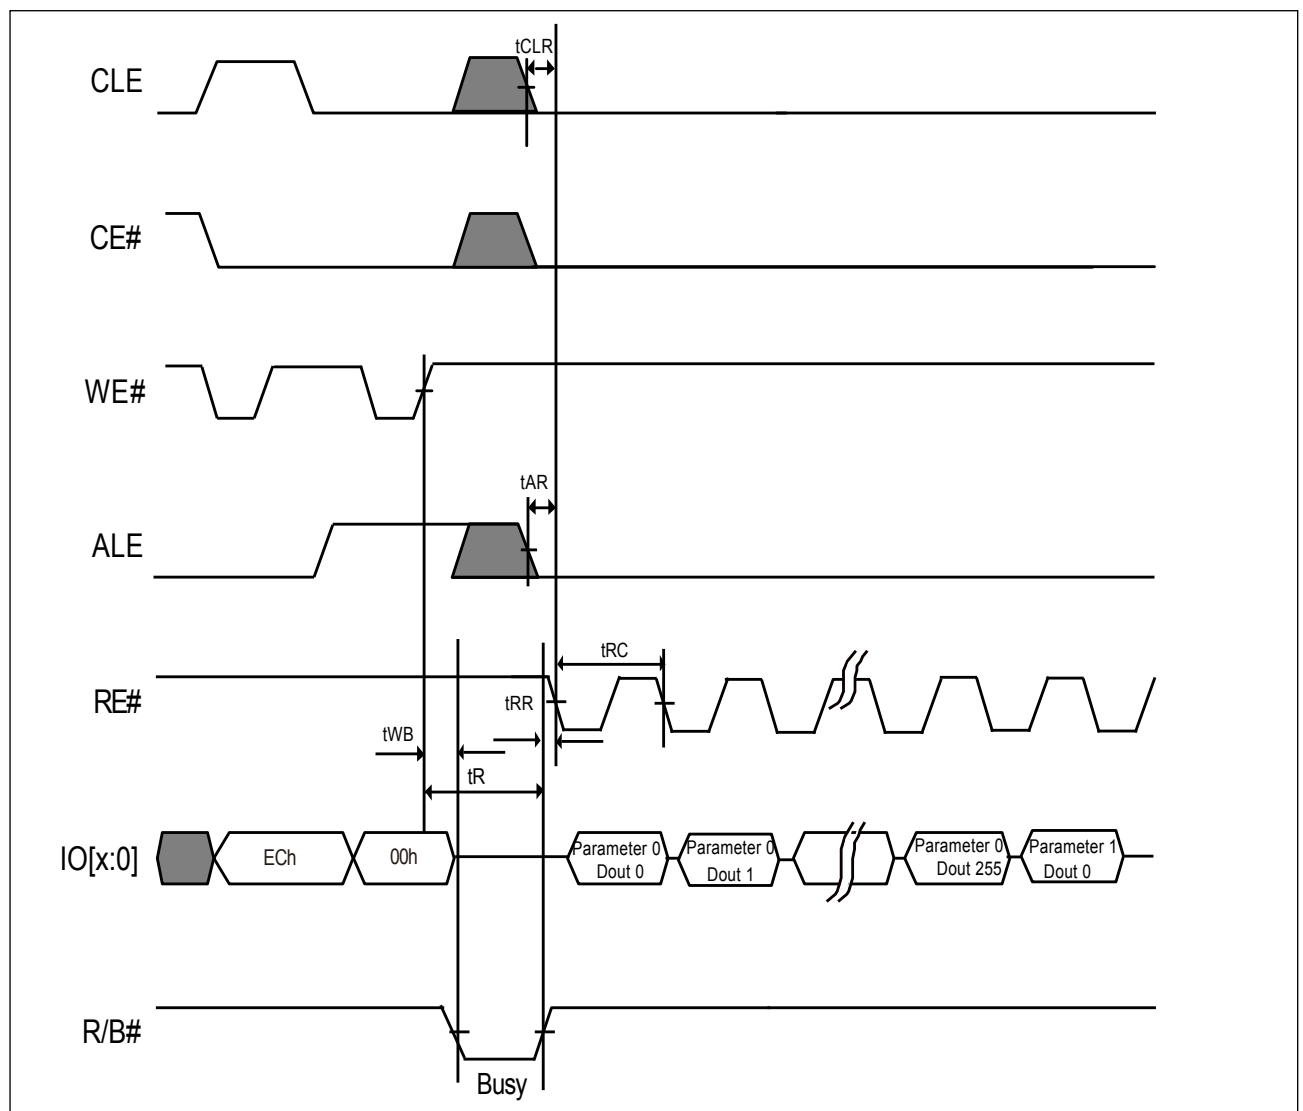 tCLR
CLE
CE#
WE#
tAR
ALE
tRC
RE#
tRR
tWB
tR
IO[x:0]
ECh
00h
Parameter 0
Dout 0
Parameter 0
Dout 1
Parameter 0
Dout 255
Parameter 1
Dout 0
R/B#
Busy